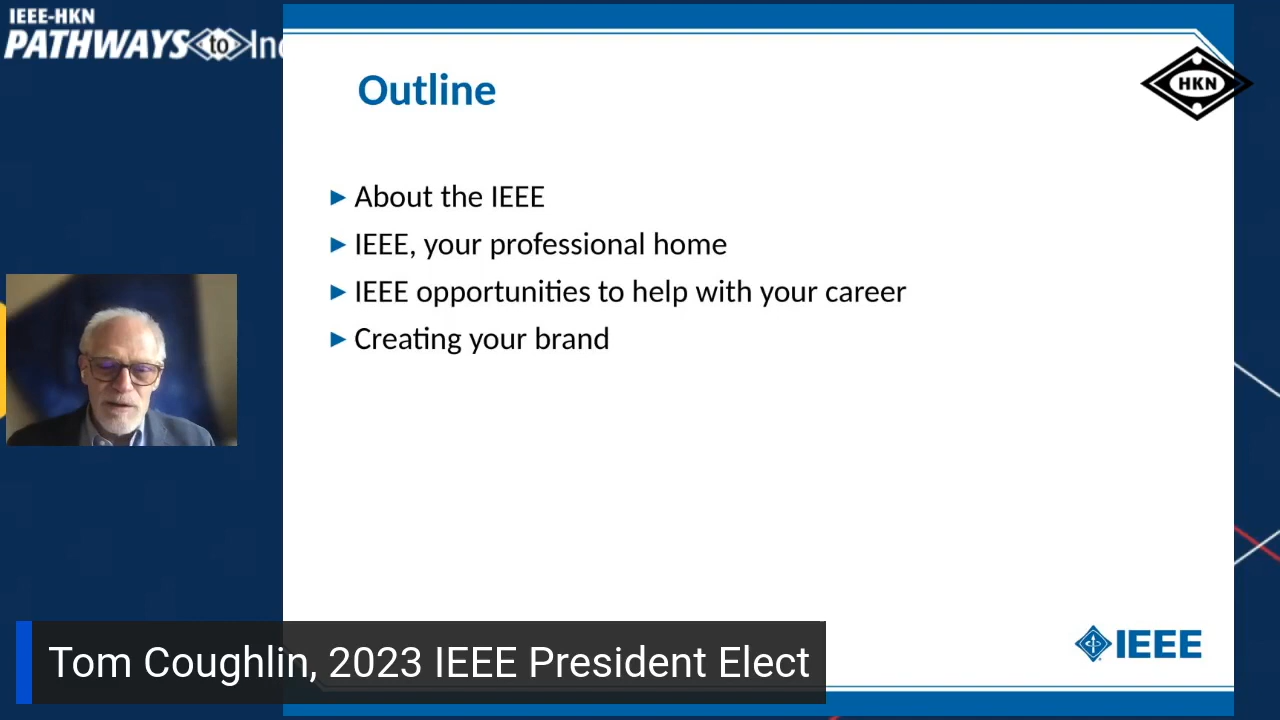 IEEE-HKN
PATHWAYS to Ind
Outline
HKN
About the IEEE
IEEE, your professional home
IEEE opportunities to help with your career
Creating your brand
IEEE
Tom Coughlin, 2023 IEEE President Elect